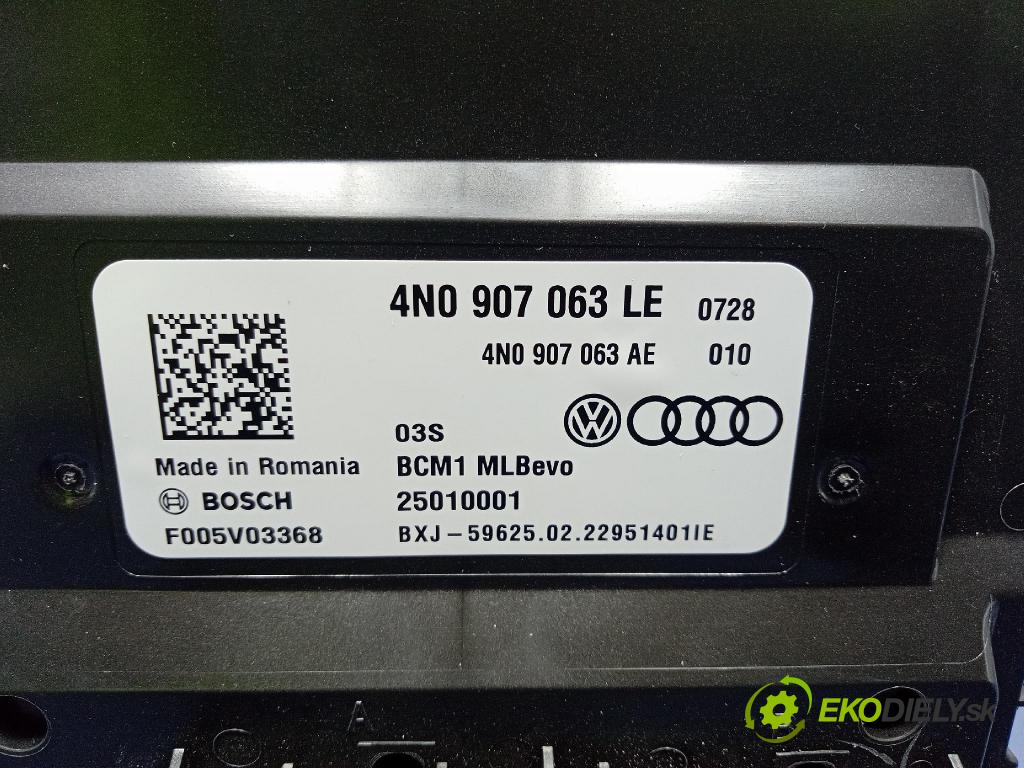 4N0 907 063 LE 0728
4N0 907 063 AE 010
03S
Made in Romania BCM1 MLBevo
BOSCH 25010001
F005V03368 BXJ-59625.02.22951401IE
A
EKODIELY.sk